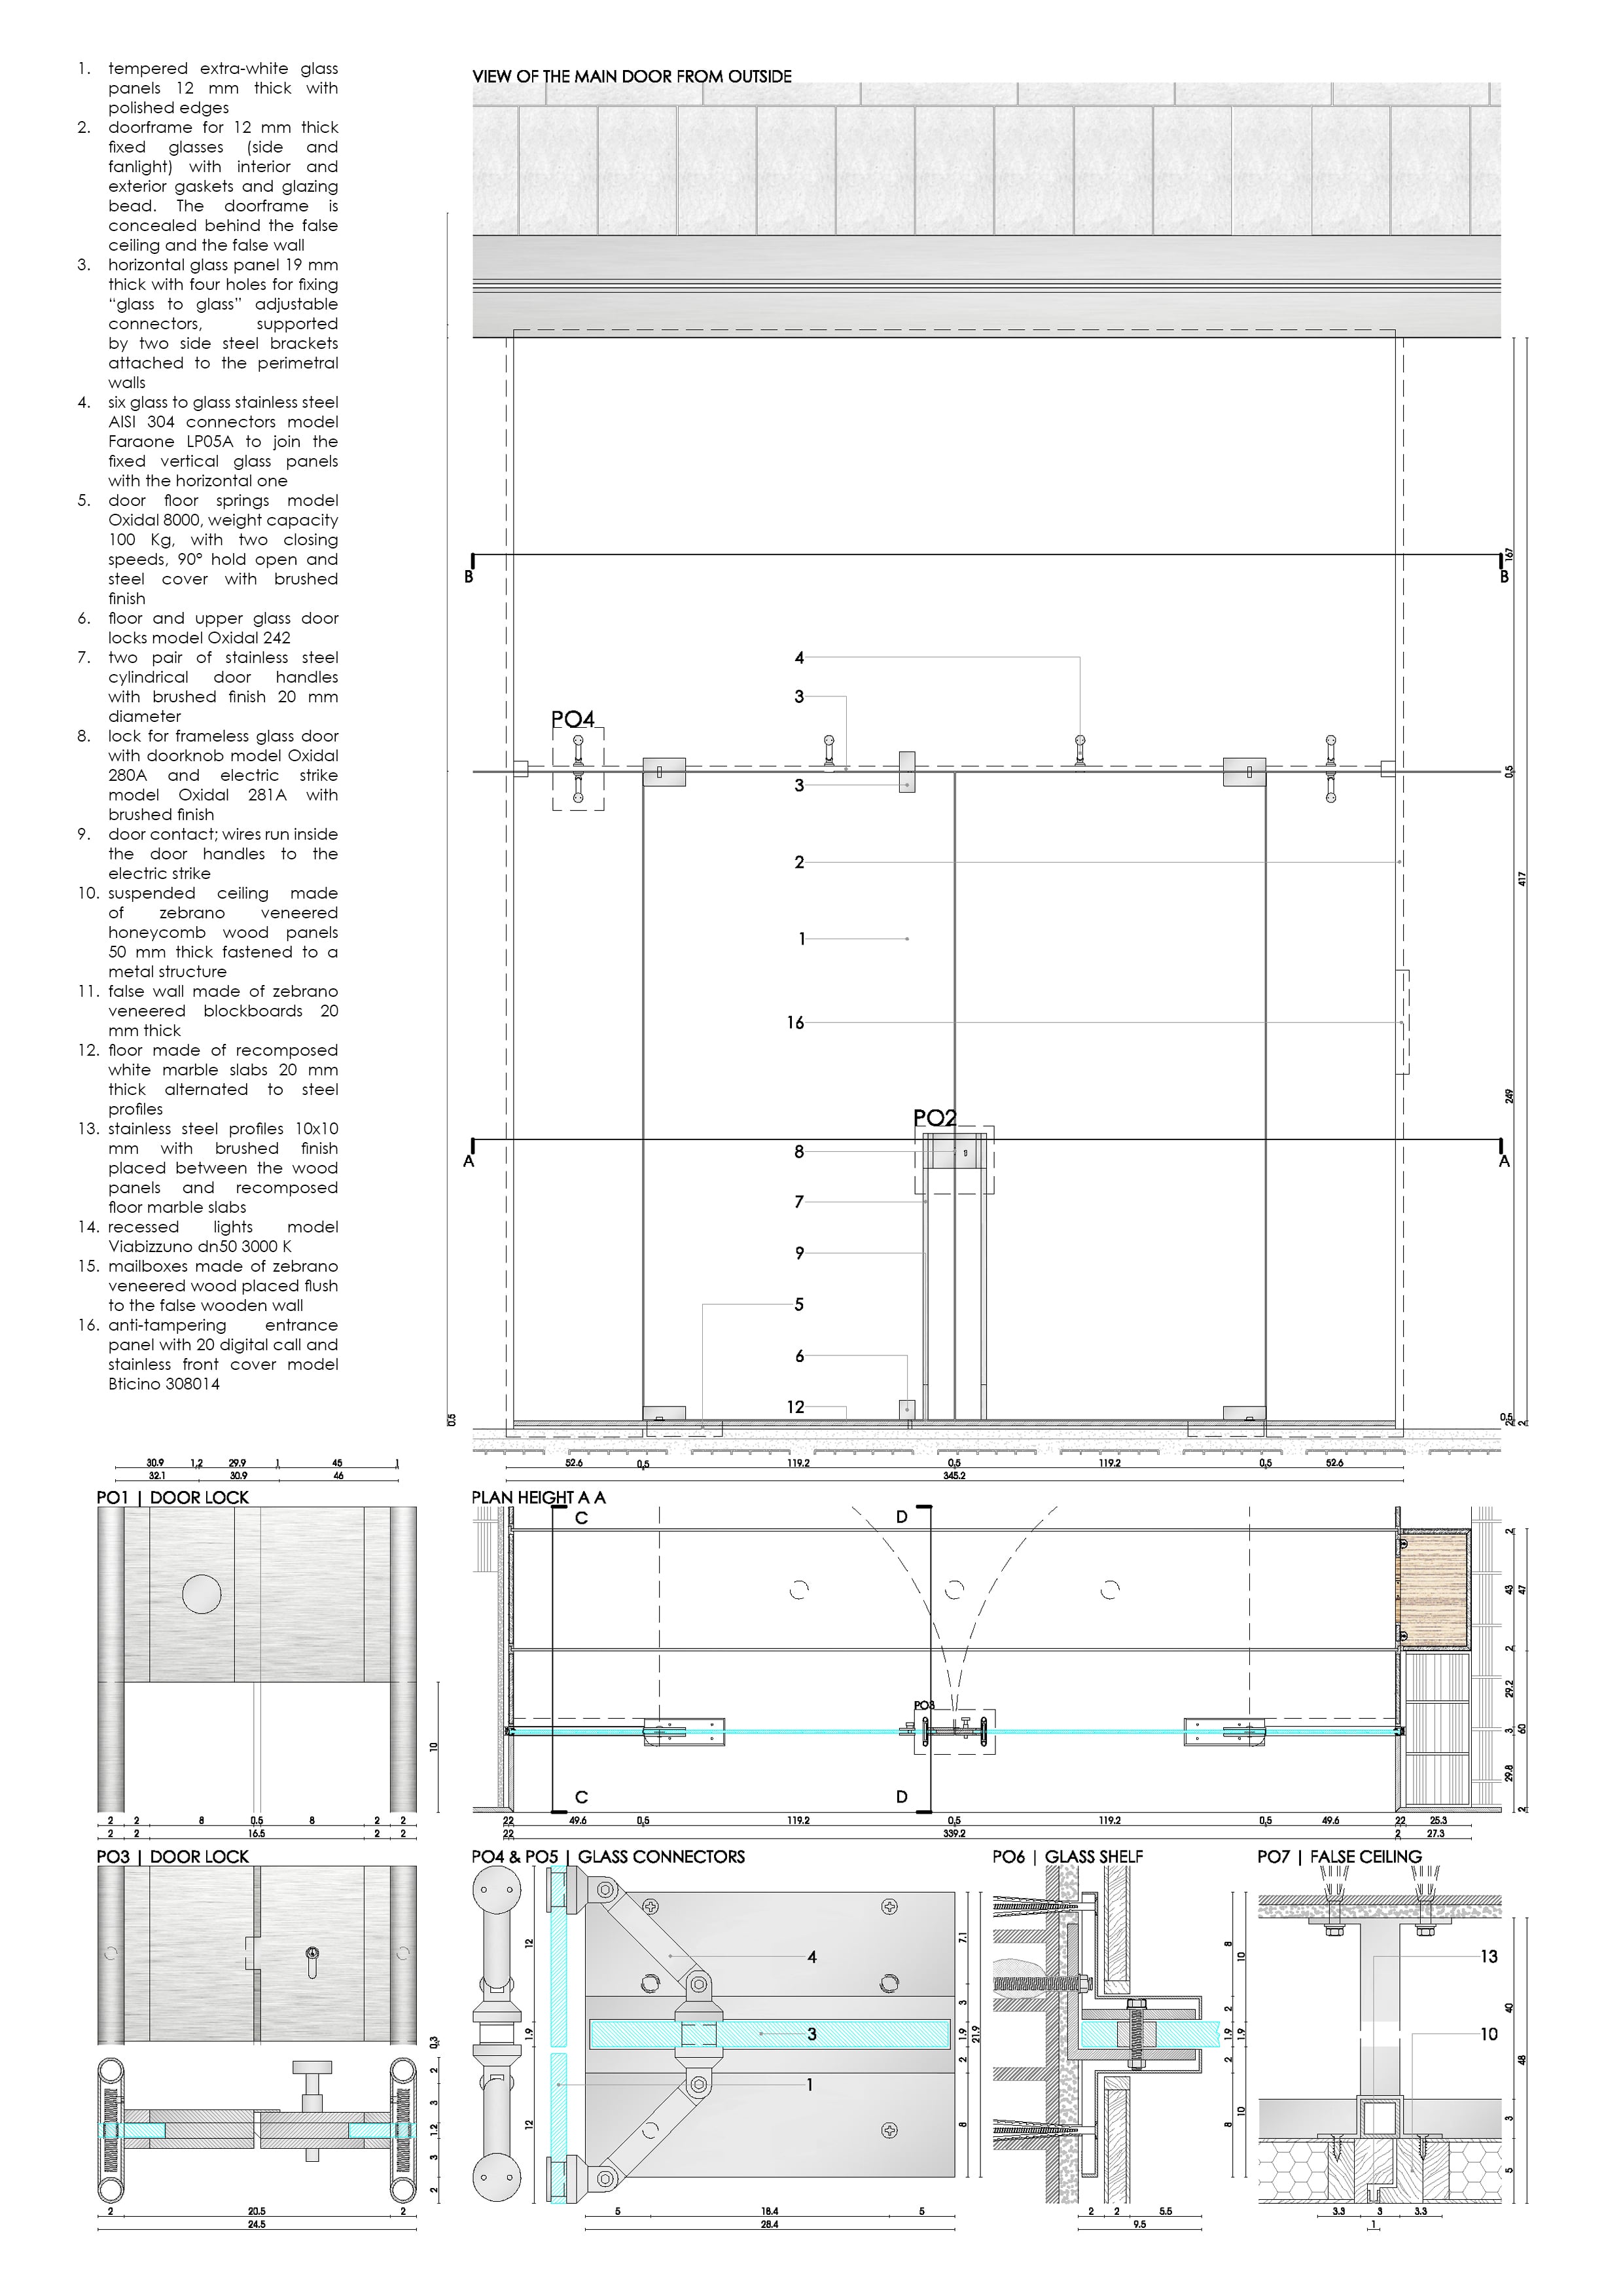 1. tempered extra-white glass
panels 12 mm thick with
polished edges
2. doorframe for 12 mm thick
fixed glasses (side and
fanlight) with interior and
exterior gaskets and glazing
bead. The doorframe is
concealed behind the false
ceiling and the false wall
3. horizontal glass panel 19 mm
thick with four holes for fixing
“glass to glass” adjustable
connectors, supported
by two side steel brackets
attached to the perimetral
walls
4. six glass to glass stainless steel
AISI 304 connectors model
Faraone LP05A to join the
fixed vertical glass panels
with the horizontal one
5. door floor springs model
Oxidal 8000, weight capacity
100 Kg, with two closing
speeds, 90° hold open and
steel cover with brushed
finish
6. floor and upper glass door
locks model Oxidal 242
7. two pair of stainless steel
cylindrical door handles
with brushed finish 20 mm
diameter
8. lock for frameless glass door
with doorknob model Oxidal
280A and electric strike
model Oxidal 281A with
brushed finish
9. door contact; wires run inside
the door handles to the
electric strike
10. suspended ceiling made
of zebrano veneered
honeycomb wood panels
50 mm thick fastened to a
metal structure
11. false wall made of zebrano
veneered blockboards 20
mm thick
12. floor made of recomposed
white marble slabs 20 mm
thick alternated to steel
profiles
13. stainless steel profiles 10x10
mm with brushed finish
placed between the wood
panels and recomposed
floor marble slabs
14. recessed lights model
Viabizzuno dn50 3000 K
15. mailboxes made of zebrano
veneered wood placed flush
to the false wooden wall
16. anti-tampering entrance
panel with 20 digital call and
stainless front cover model
Bticino 308014
VIEW OF THE MAIN DOOR FROM OUTSIDE
B
B
167
4
3
PO4
3
0,5
2
417
1
16
249
PO2
A
A
8
7
9
5
6
12
0,5
0,5
2
52.6 0,5 119.2 0,5 119.2 0,5 52.6
345.2
30.9 1,2 29.9 1 45 1
32.1 30.9 46
PO1 | DOOR LOCK
10
2 2 8 0.5 8 2 2
2 2 16.5 2 2
PLAN HEIGHT A A
C
D
PO3
C
D
2
43
47
2
29.2
3
60
29.8
2
22 49.6 0,5 119.2 0,5 119.2 0,5 49.6 22 25.3
22 339.2 2 27.3
PO3 | DOOR LOCK
0,3
2
3
1.2
3
2
2 20.5 2
24.5
PO4 & PO5 | GLASS CONNECTORS
12
1.9
12
4
3
1
7.1
3
1.9
21.9
2
8
5 18.4 5
28.4
PO6 | GLASS SHELF
8
10
2
1.9
1.9
2
8
10
2 2 5.5
9.5
PO7 | FALSE CEILING
13
10
40
48
3
5
3.3 3 3.3
1